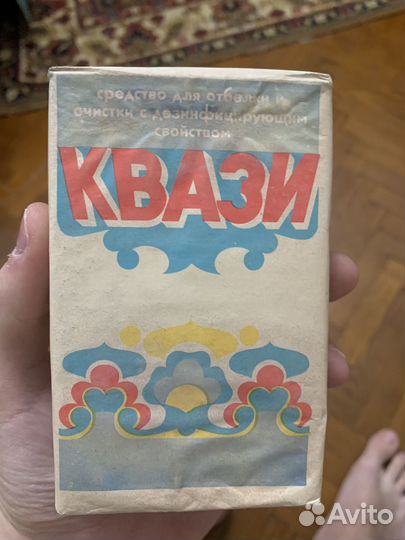 средство для отбелки и
очистки с дезинфицирующим
свойством
КВАЗИ
Avito